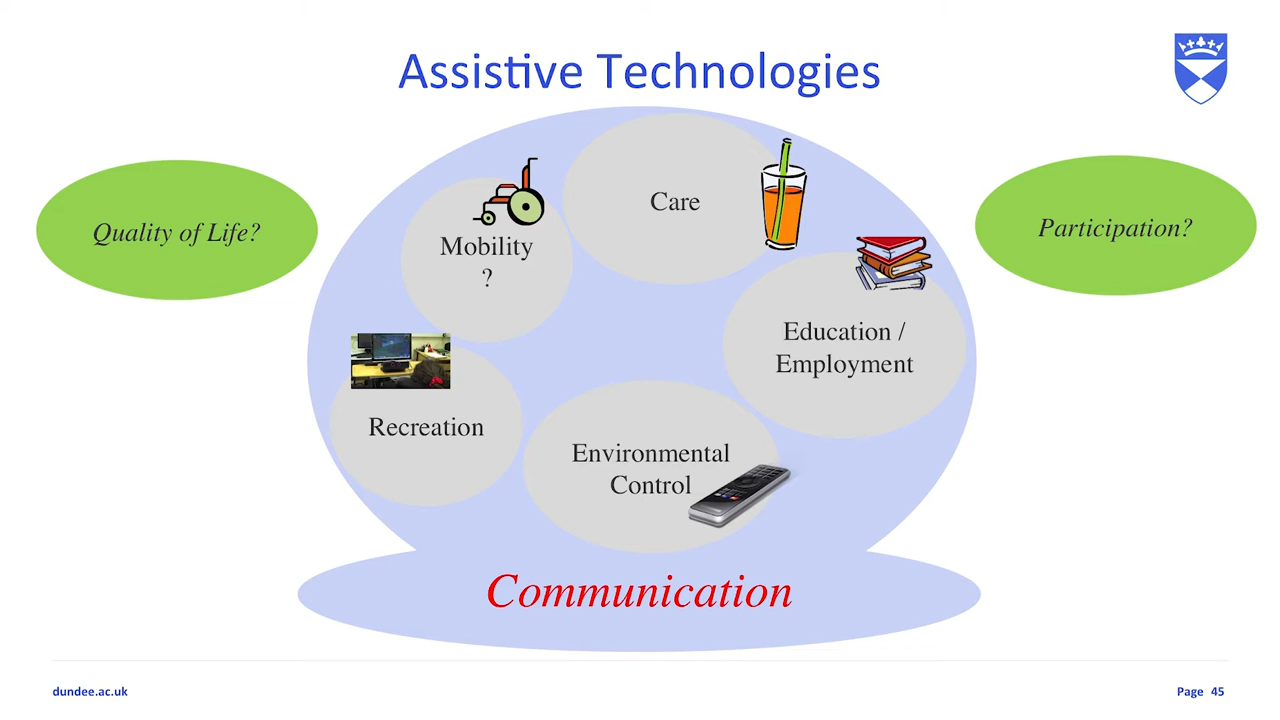 Assistive Technologies
Quality of Life?
Mobility
?
Care
Participation?
Education /
Employment
Recreation
Environmental
Control
Communication
dundee.ac.uk
Page 45